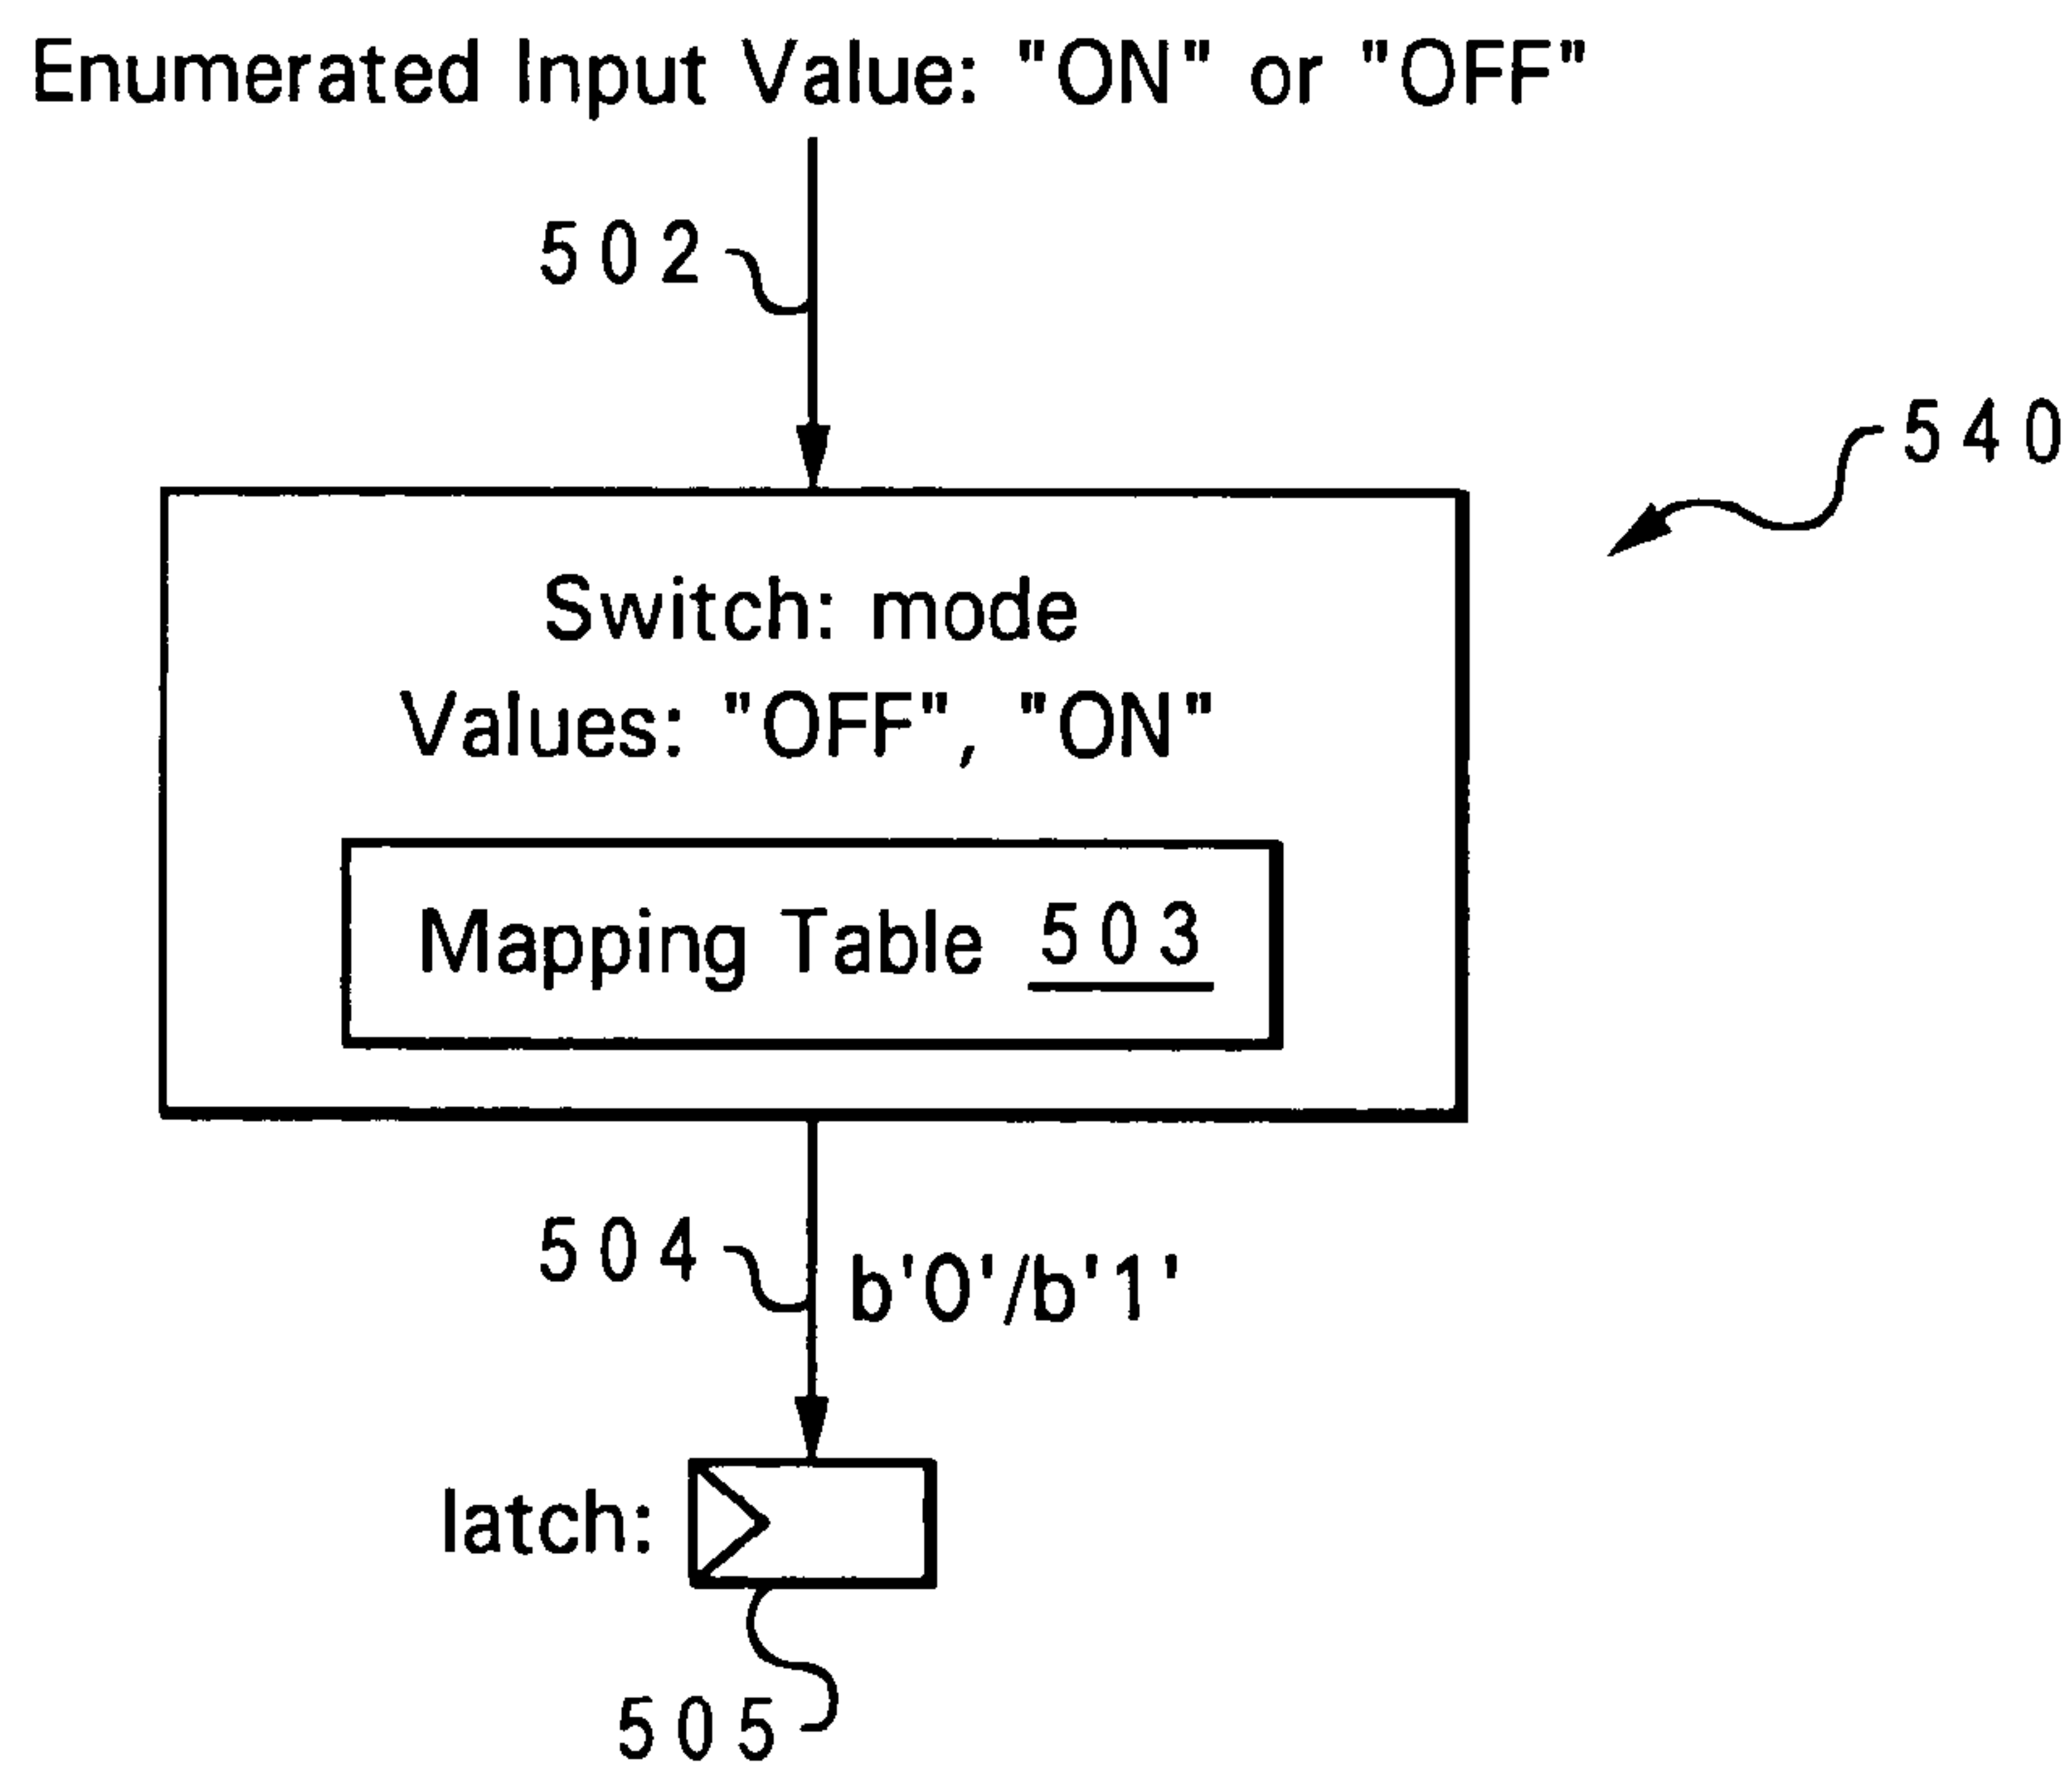 Enumerated Input Value: "ON" or "OFF"
502
540
Switch: mode
Values: "OFF", "ON"
Mapping Table 503
504
b'0'/b'1'
latch:
505